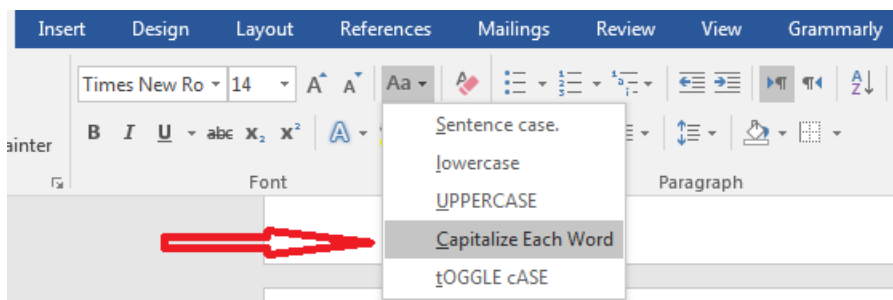 Insert Design Layout References Mailings Review View Grammarly
Times New Ro 14 A A Aa A Z
ainter B I U abc X₂ X² A
Sentence case.
lowercase
Font Paragraph
UPPERCASE
Capitalize Each Word
tOGGLE cASE